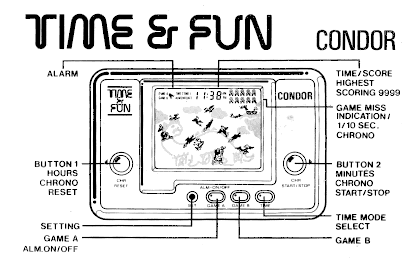 TIME & FUN CONDOR
ALARM
TIME/SCORE
HIGHEST
SCORING 9999
GAME MISS
INDICATION/
1/10 SEC.
CHRONO
TIME
&
FUN
11:38
CONDOR
BUTTON 1
HOURS
CHRONO
RESET
CHR
RESET
BUTTON 2
MINUTES
CHRONO
START/STOP
CHR
START/STOP
ALM-ON/OFF
SET
GAME A
GAME B
TIME
SETTING
GAME A
ALM.ON/OFF
TIME MODE
SELECT
GAME B